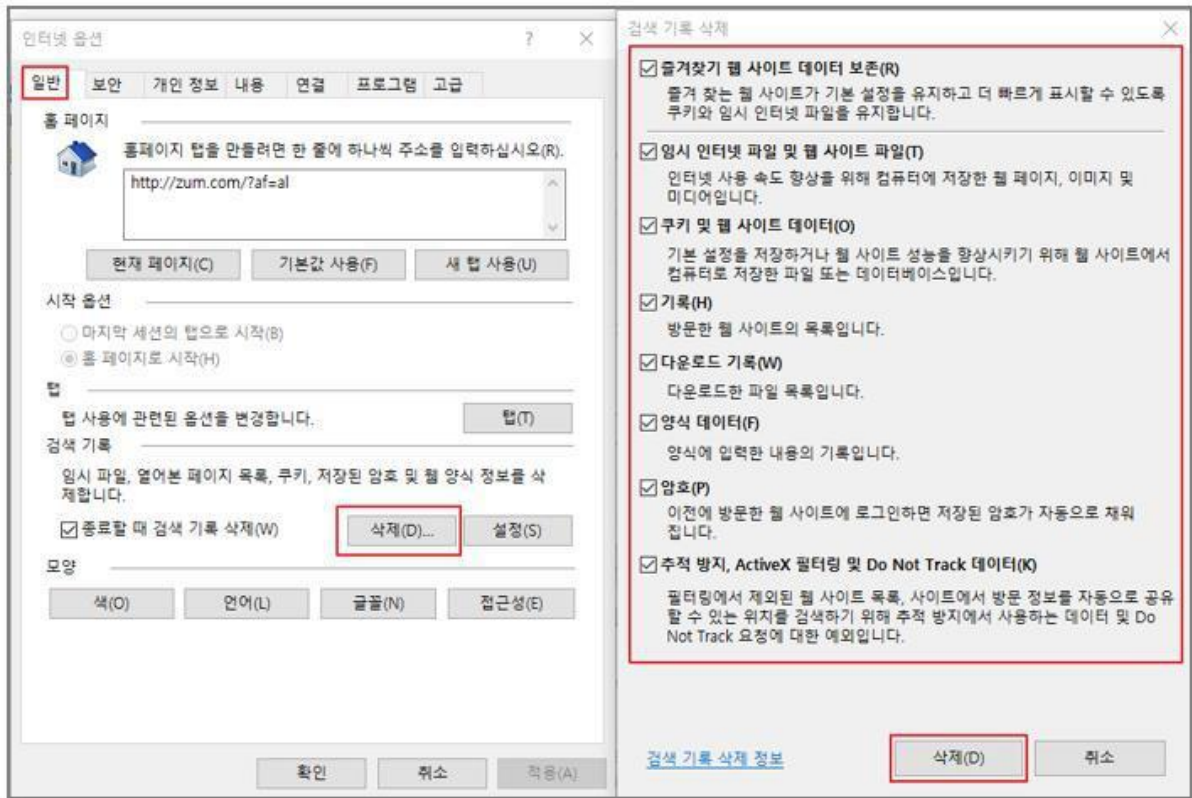 인터넷 옵션
일반 보안 개인 정보 내용 연결 프로그램 고급
홈 페이지
홈페이지 탭을 만들려면 한 줄에 하나씩 주소를 입력하십시오(R).
http://zum.com/?af=al
현재 페이지(C) 기본값 사용(F) 새 탭 사용(U)
시작 옵션
마지막 세션의 탭으로 시작(B)
홈 페이지로 시작(H)
탭
탭 사용에 관련된 옵션을 변경합니다. 탭(T)
검색 기록
임시 파일, 열어본 페이지 목록, 쿠키, 저장된 암호 및 웹 양식 정보를 삭
제합니다.
종료할 때 검색 기록 삭제(W) 삭제(D)... 설정(S)
모양
색(O) 언어(L) 글꼴(N) 접근성(E)
확인 취소 적용(A)
검색 기록 삭제
즐겨찾기 웹 사이트 데이터 보존(R)
즐겨 찾는 웹 사이트가 기본 설정을 유지하고 더 빠르게 표시할 수 있도록
쿠키와 임시 인터넷 파일을 유지합니다.
임시 인터넷 파일 및 웹 사이트 파일(T)
인터넷 사용 속도 향상을 위해 컴퓨터에 저장한 웹 페이지, 이미지 및
미디어입니다.
쿠키 및 웹 사이트 데이터(O)
기본 설정을 저장하거나 웹 사이트 성능을 향상시키기 위해 웹 사이트에서
컴퓨터로 저장한 파일 또는 데이터베이스입니다.
기록(H)
방문한 웹 사이트의 목록입니다.
다운로드 기록(W)
다운로드한 파일 목록입니다.
양식 데이터(F)
양식에 입력한 내용의 기록입니다.
암호(P)
이전에 방문한 웹 사이트에 로그인하면 저장된 암호가 자동으로 채워
집니다.
추적 방지, ActiveX 필터링 및 Do Not Track 데이터(K)
필터링에서 제외된 웹 사이트 목록, 사이트에서 방문 정보를 자동으로 공유
할 수 있는 위치를 검색하기 위해 추적 방지에서 사용하는 데이터 및 Do
Not Track 요청에 대한 예외입니다.
검색 기록 삭제 정보 삭제(D) 취소